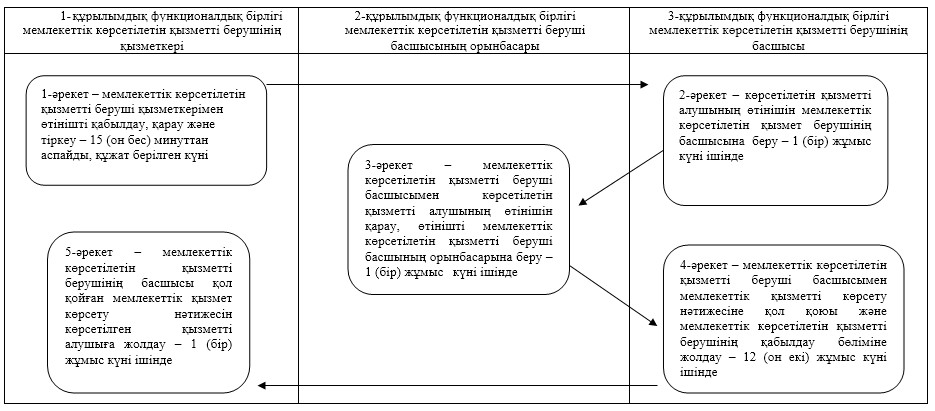 1-құрылымдық функционалдық бірлігі
мемлекеттік көрсетілетін қызметті берушінің
қызметкері
2-құрылымдық функционалдық бірлігі
мемлекеттік көрсетілетін қызметті беруші
басшысының орынбасары
3-құрылымдық функционалдық бірлігі
мемлекеттік көрсетілетін қызметті берушінің
басшысы
1-әрекет – мемлекеттік көрсетілетін
қызметті беруші қызметкерімен
өтінішті қабылдау, қарау және
тіркеу – 15 (он бес) минуттан
аспайды, құжат берілген күні
2-әрекет – көрсетілетін қызметті
алушының өтінішін мемлекеттік
көрсетілетін қызмет берушінің
басшысына беру – 1 (бір) жұмыс
күні ішінде
3-әрекет – мемлекеттік
көрсетілетін қызметті беруші
басшысымен көрсетілетін
қызметті алушының өтінішін
қарау, өтінішті мемлекеттік
көрсетілетін қызметті беруші
басшының орынбасарына беру –
1 (бір) жұмыс күні ішінде
4-әрекет – мемлекеттік көрсетілетін
қызметті беруші басшысымен
мемлекеттік қызметті көрсету
нәтижесіне қол қоюы және
мемлекеттік көрсетілетін қызметті
берушінің қабылдау бөліміне
жолдау – 12 (он екі) жұмыс күні
ішінде
5-әрекет – мемлекеттік
көрсетілетін қызметті
берушінің басшысы қол
қойған мемлекеттік қызмет
көрсету нәтижесін
көрсетілген қызметті
алушыға жолдау – 1 (бір)
жұмыс күні ішінде